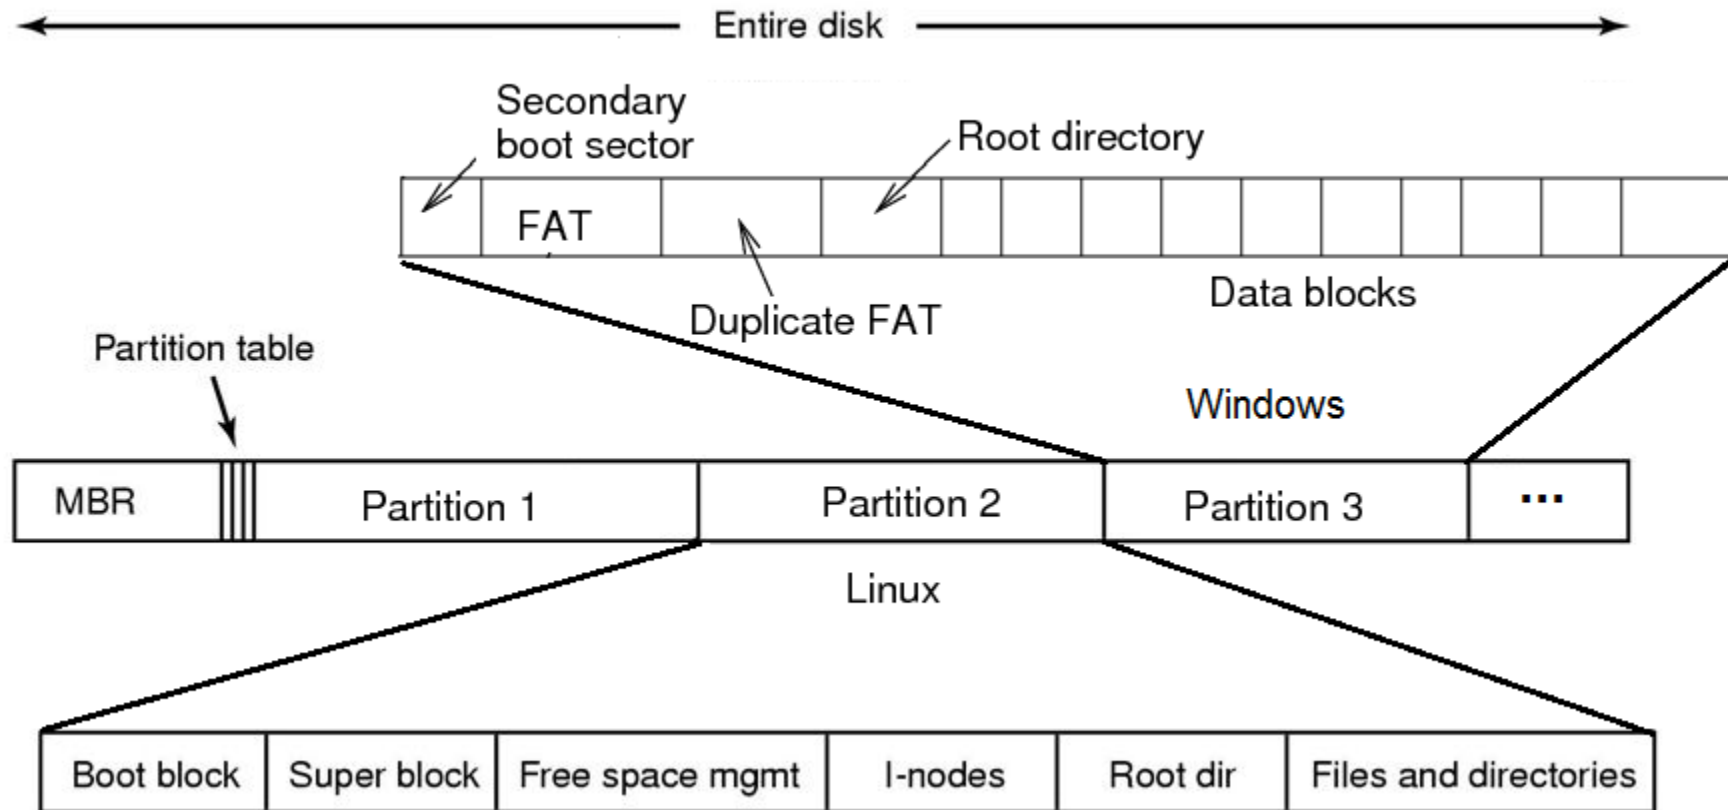 Entire disk
Secondary
boot sector
Root directory
FAT
Duplicate FAT
Data blocks
Partition table
Windows
MBR
Partition 1
Partition 2
Partition 3
...
Linux
Boot block
Super block
Free space mgmt
I-nodes
Root dir
Files and directories